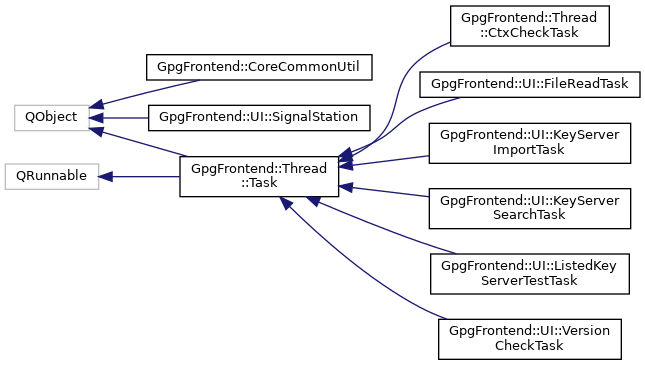 GpgFrontend::Thread
::CtxCheckTask
GpgFrontend::CoreCommonUtil
GpgFrontend::UI::FileReadTask
QObject
GpgFrontend::UI::SignalStation
GpgFrontend::UI::KeyServer
ImportTask
QRunnable
GpgFrontend::Thread
::Task
GpgFrontend::UI::KeyServer
SearchTask
GpgFrontend::UI::ListedKey
ServerTestTask
GpgFrontend::UI::Version
CheckTask